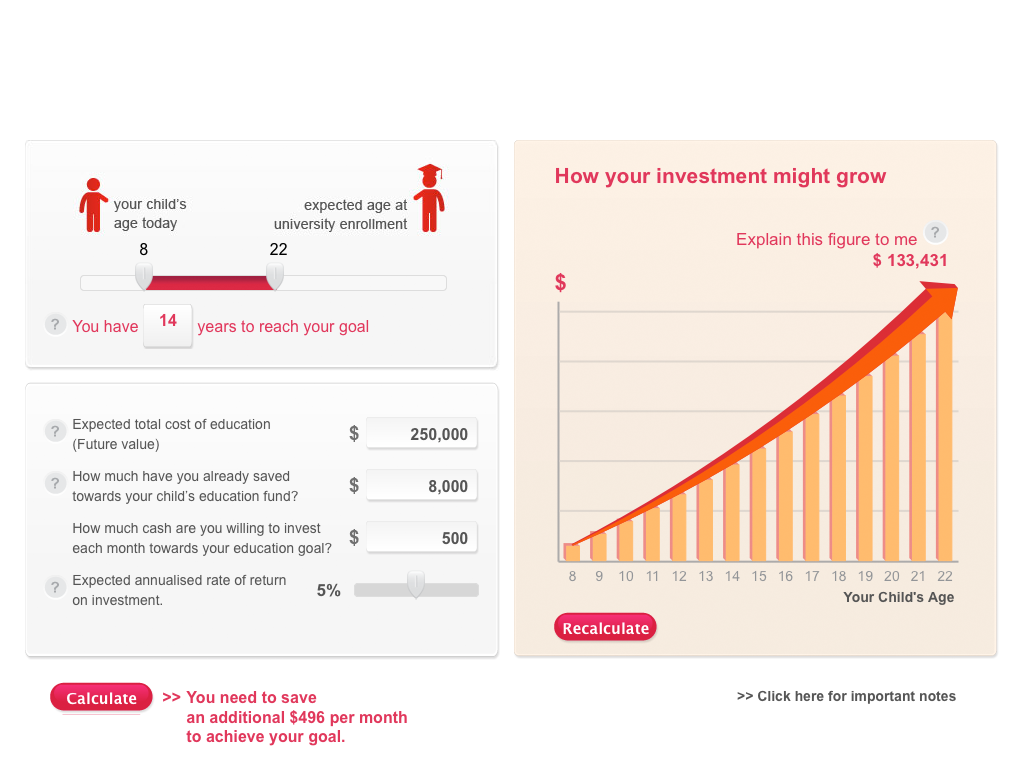 your child's
age today
expected age at
university enrollment
8
22
? You have 14 years to reach your goal
? Expected total cost of education
(Future value)
$ 250,000
? How much have you already saved
towards your child's education fund?
$ 8,000
How much cash are you willing to invest
each month towards your education goal?
$ 500
? Expected annualised rate of return
on investment.
5%
Calculate
>> You need to save
an additional $496 per month
to achieve your goal.
How your investment might grow
Explain this figure to me ?
$ 133,431
$
8 9 10 11 12 13 14 15 16 17 18 19 20 21 22
Your Child's Age
Recalculate
>> Click here for important notes